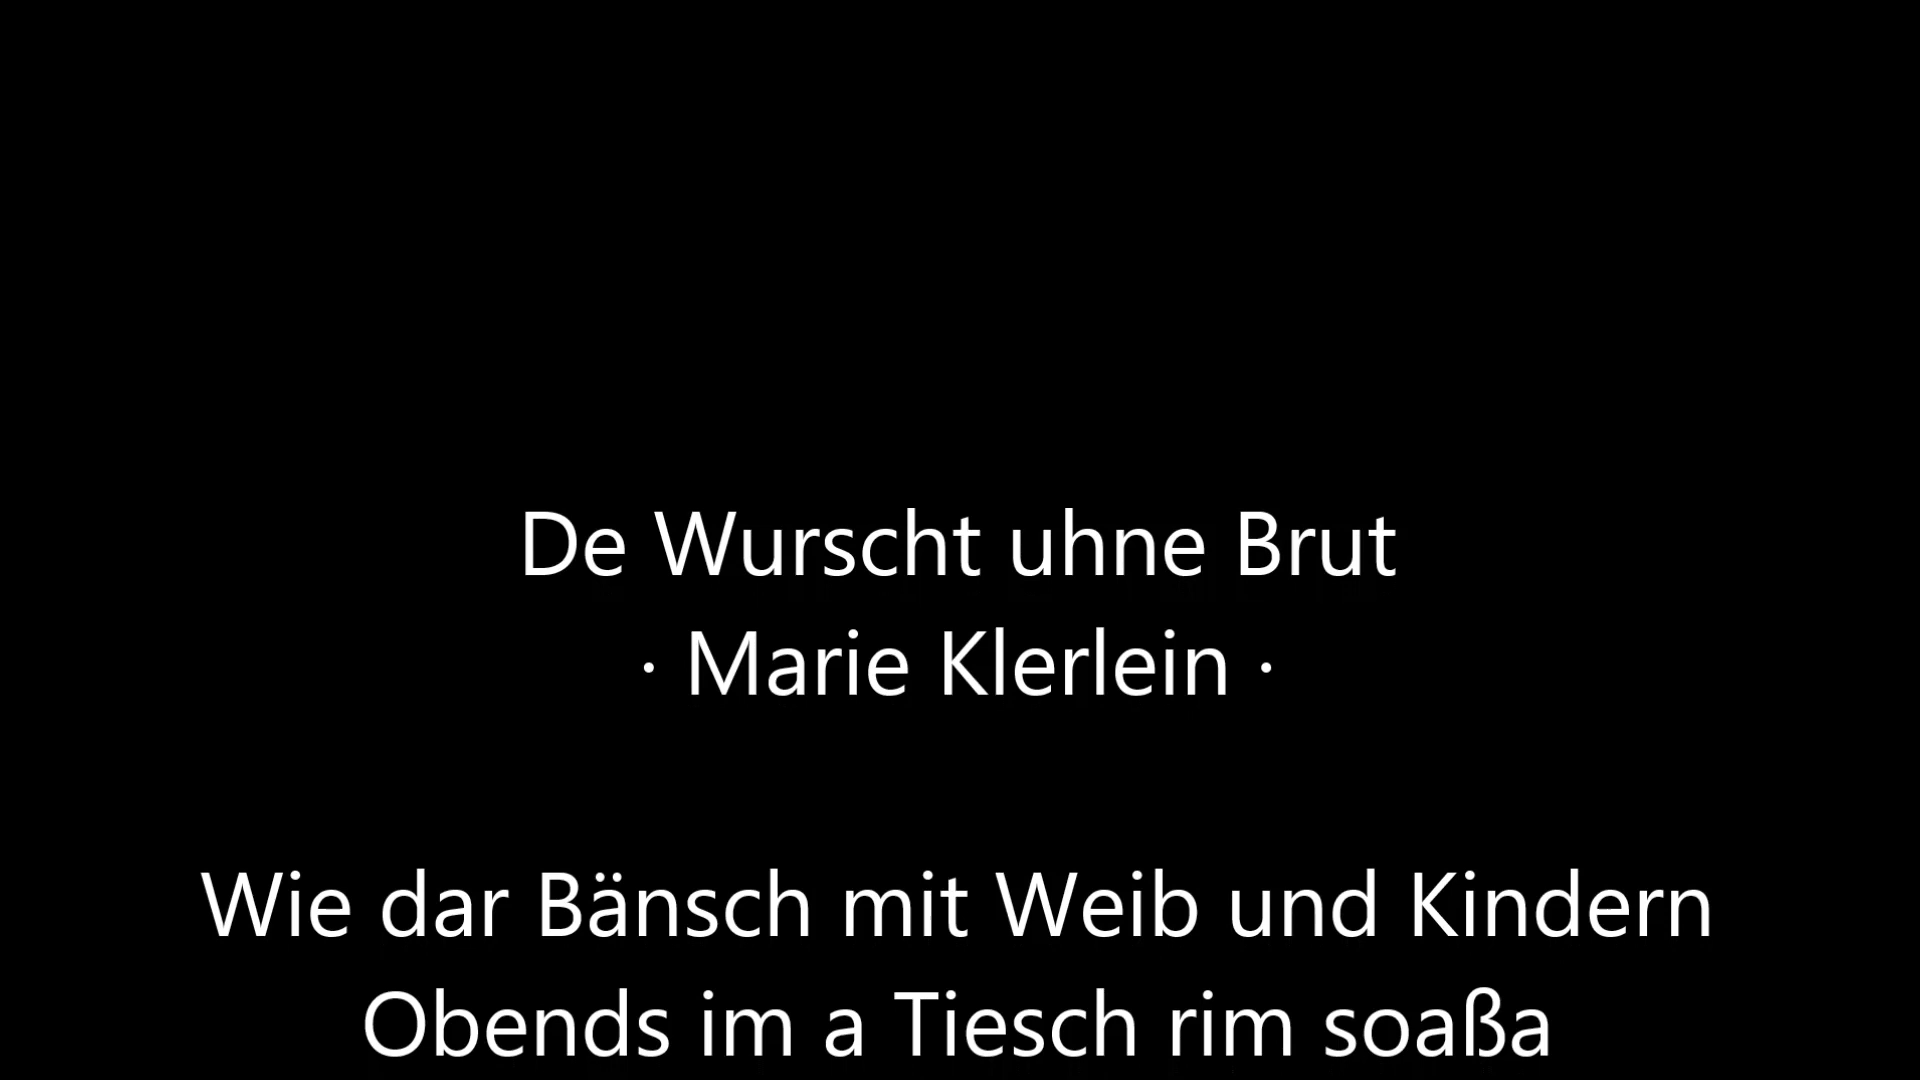 De Wurscht uhne Brut
· Marie Klerlein ·
Wie dar Bänsch mit Weib und Kindern
Obends im a Tiesch rim soaßa